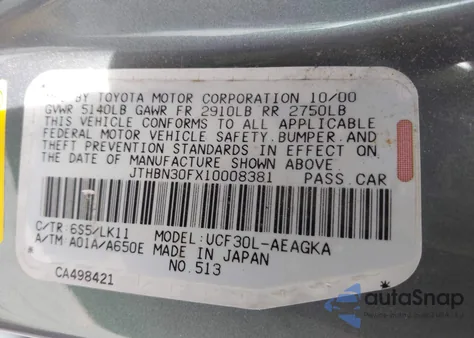 BY TOYOTA MOTOR CORPORATION 10/00
GVWR 5140LB GAWR FR 2910LB RR 2750LB
THIS VEHICLE CONFORMS TO ALL APPLICABLE
FEDERAL MOTOR VEHICLE SAFETY, BUMPER, AND
THEFT PREVENTION STANDARDS IN EFFECT ON
THE DATE OF MANUFACTURE SHOWN ABOVE.
JTHBN30FX10008381 PASS.CAR
C/TR: 6S5/LK11 MODEL: UCF30L-AEAGKA
A/TM: A01A/A650E MADE IN JAPAN
NO.513
CA498421
autoSnap